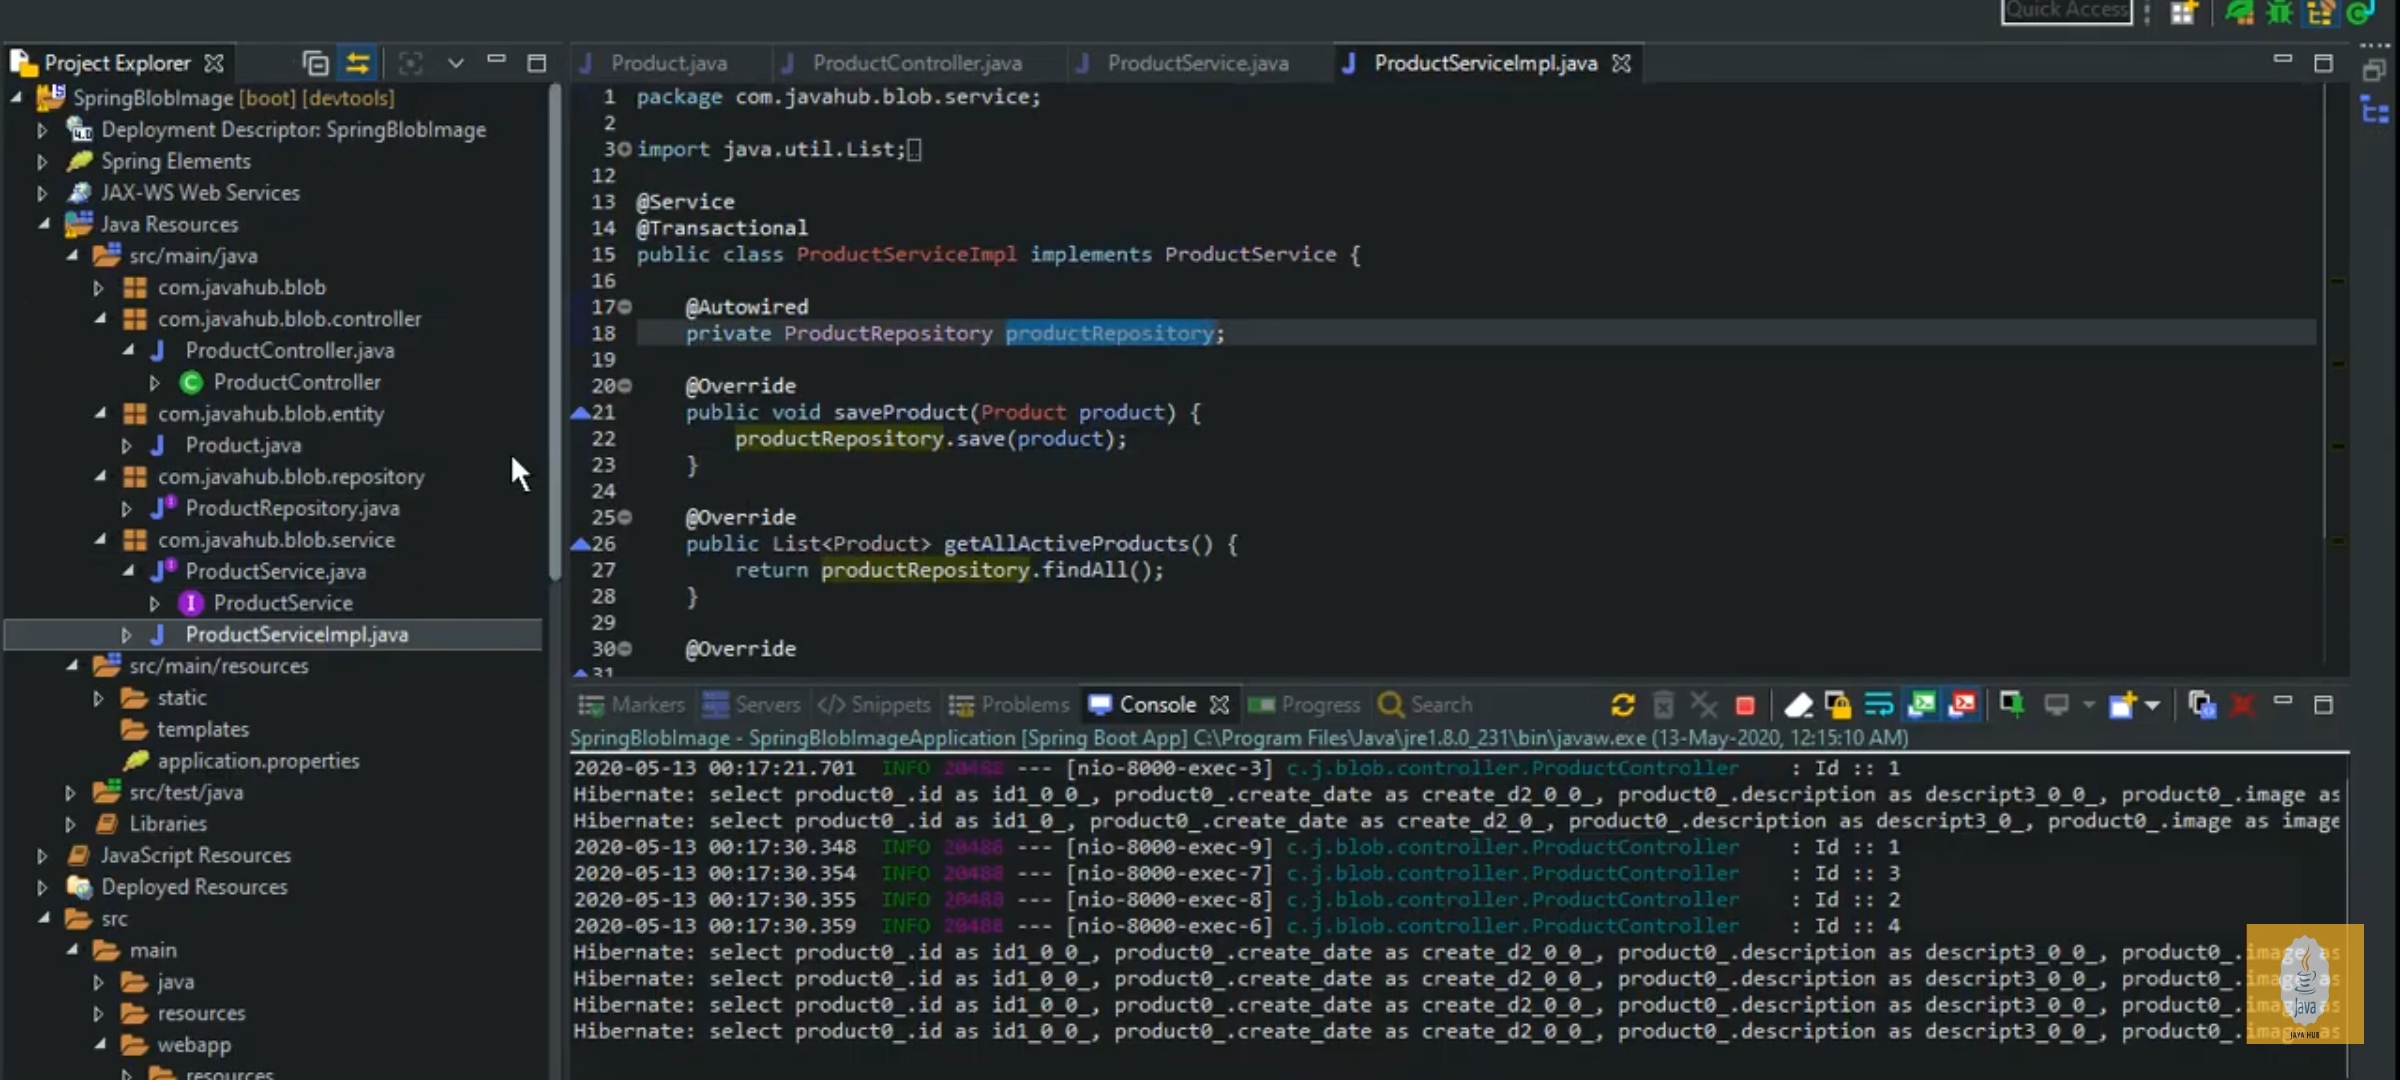 Quick Access
Project Explorer
SpringBlobImage [boot] [devtools]
Deployment Descriptor: SpringBlobImage
Spring Elements
JAX-WS Web Services
Java Resources
src/main/java
com.javahub.blob
com.javahub.blob.controller
ProductController.java
ProductController
com.javahub.blob.entity
Product.java
com.javahub.blob.repository
ProductRepository.java
com.javahub.blob.service
ProductService.java
ProductService
ProductServiceImpl.java
src/main/resources
static
templates
application.properties
src/test/java
Libraries
JavaScript Resources
Deployed Resources
src
main
java
resources
webapp
resources
Product.java ProductController.java ProductService.java ProductServiceImpl.java
1 package com.javahub.blob.service;
2
3 import java.util.List;
12
13 @Service
14 @Transactional
15 public class ProductServiceImpl implements ProductService {
16
17 @Autowired
18 private ProductRepository productRepository;
19
20 @Override
21 public void saveProduct(Product product) {
22 productRepository.save(product);
23 }
24
25 @Override
26 public List<Product> getAllActiveProducts() {
27 return productRepository.findAll();
28 }
29
30 @Override
31
Markers Servers Snippets Problems Console Progress Search
SpringBlobImage - SpringBlobImageApplication [Spring Boot App] C:\Program Files\Java\jre1.8.0_231\bin\javaw.exe (13-May-2020, 12:15:10 AM)
2020-05-13 00:17:21.701 INFO 20488 --- [nio-8000-exec-3] c.j.blob.controller.ProductController : Id :: 1
Hibernate: select product0_.id as id1_0_0_, product0_.create_date as create_d2_0_0_, product0_.description as descript3_0_0_, product0_.image as
Hibernate: select product0_.id as id1_0_, product0_.create_date as create_d2_0_, product0_.description as descript3_0_, product0_.image as image
2020-05-13 00:17:30.348 INFO 20488 --- [nio-8000-exec-9] c.j.blob.controller.ProductController : Id :: 1
2020-05-13 00:17:30.354 INFO 20488 --- [nio-8000-exec-7] c.j.blob.controller.ProductController : Id :: 3
2020-05-13 00:17:30.355 INFO 20488 --- [nio-8000-exec-8] c.j.blob.controller.ProductController : Id :: 2
2020-05-13 00:17:30.359 INFO 20488 --- [nio-8000-exec-6] c.j.blob.controller.ProductController : Id :: 4
Hibernate: select product0_.id as id1_0_0_, product0_.create_date as create_d2_0_0_, product0_.description as descript3_0_0_, product0_.image as
Hibernate: select product0_.id as id1_0_0_, product0_.create_date as create_d2_0_0_, product0_.description as descript3_0_0_, product0_.image as
Hibernate: select product0_.id as id1_0_0_, product0_.create_date as create_d2_0_0_, product0_.description as descript3_0_0_, product0_.image as
Hibernate: select product0_.id as id1_0_0_, product0_.create_date as create_d2_0_0_, product0_.description as descript3_0_0_, product0_.image as
Java
JAVA HUB